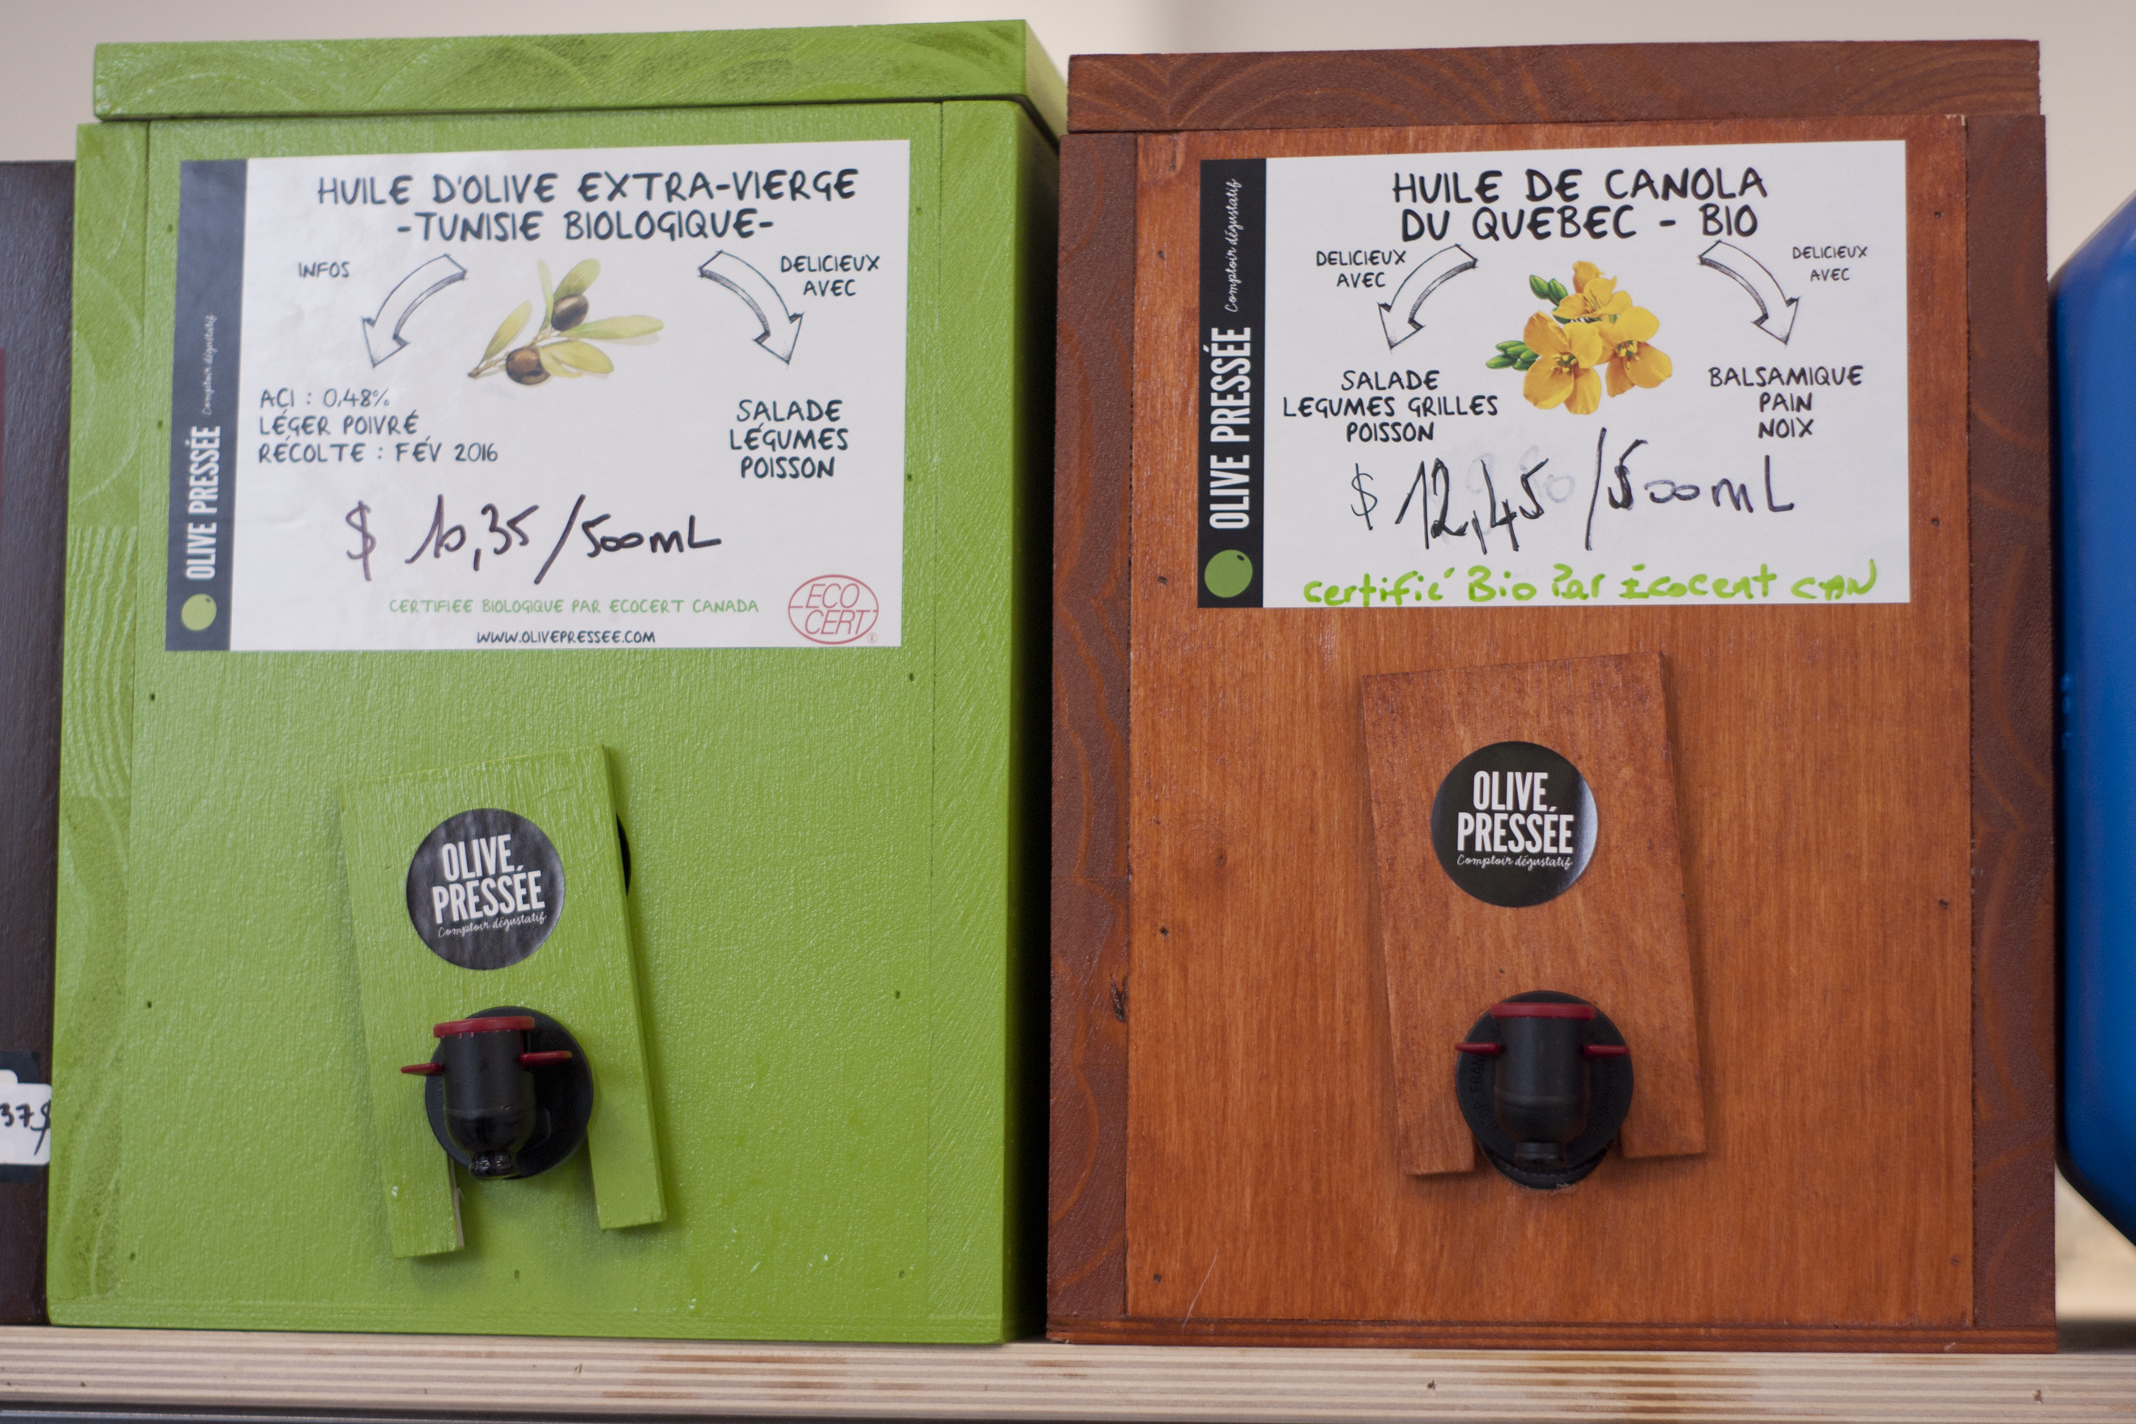 HUILE D'OLIVE EXTRA-VIERGE
-TUNISIE BIOLOGIQUE-
INFOS
DELICIEUX
AVEC
ACI : 0,48%
LÉGER POIVRÉ
RÉCOLTE : FÉV 2016
SALADE
LÉGUMES
POISSON
$ 10,35/500mL
CERTIFIEE BIOLOGIQUE PAR ECOCERT CANADA
WWW.OLIVEPRESSEE.COM
ECO
CERT
®
OLIVE PRESSÉE Comptoir dégustatif
OLIVE
PRESSÉE
Comptoir dégustatif
37$
HUILE DE CANOLA
DU QUEBEC - BIO
DELICIEUX
AVEC
DELICIEUX
AVEC
SALADE
LEGUMES GRILLES
POISSON
BALSAMIQUE
PAIN
NOIX
$ 12,45/500mL
certifié Bio Par Ecocert CAN
OLIVE PRESSÉE Comptoir dégustatif
OLIVE
PRESSÉE
Comptoir dégustatif